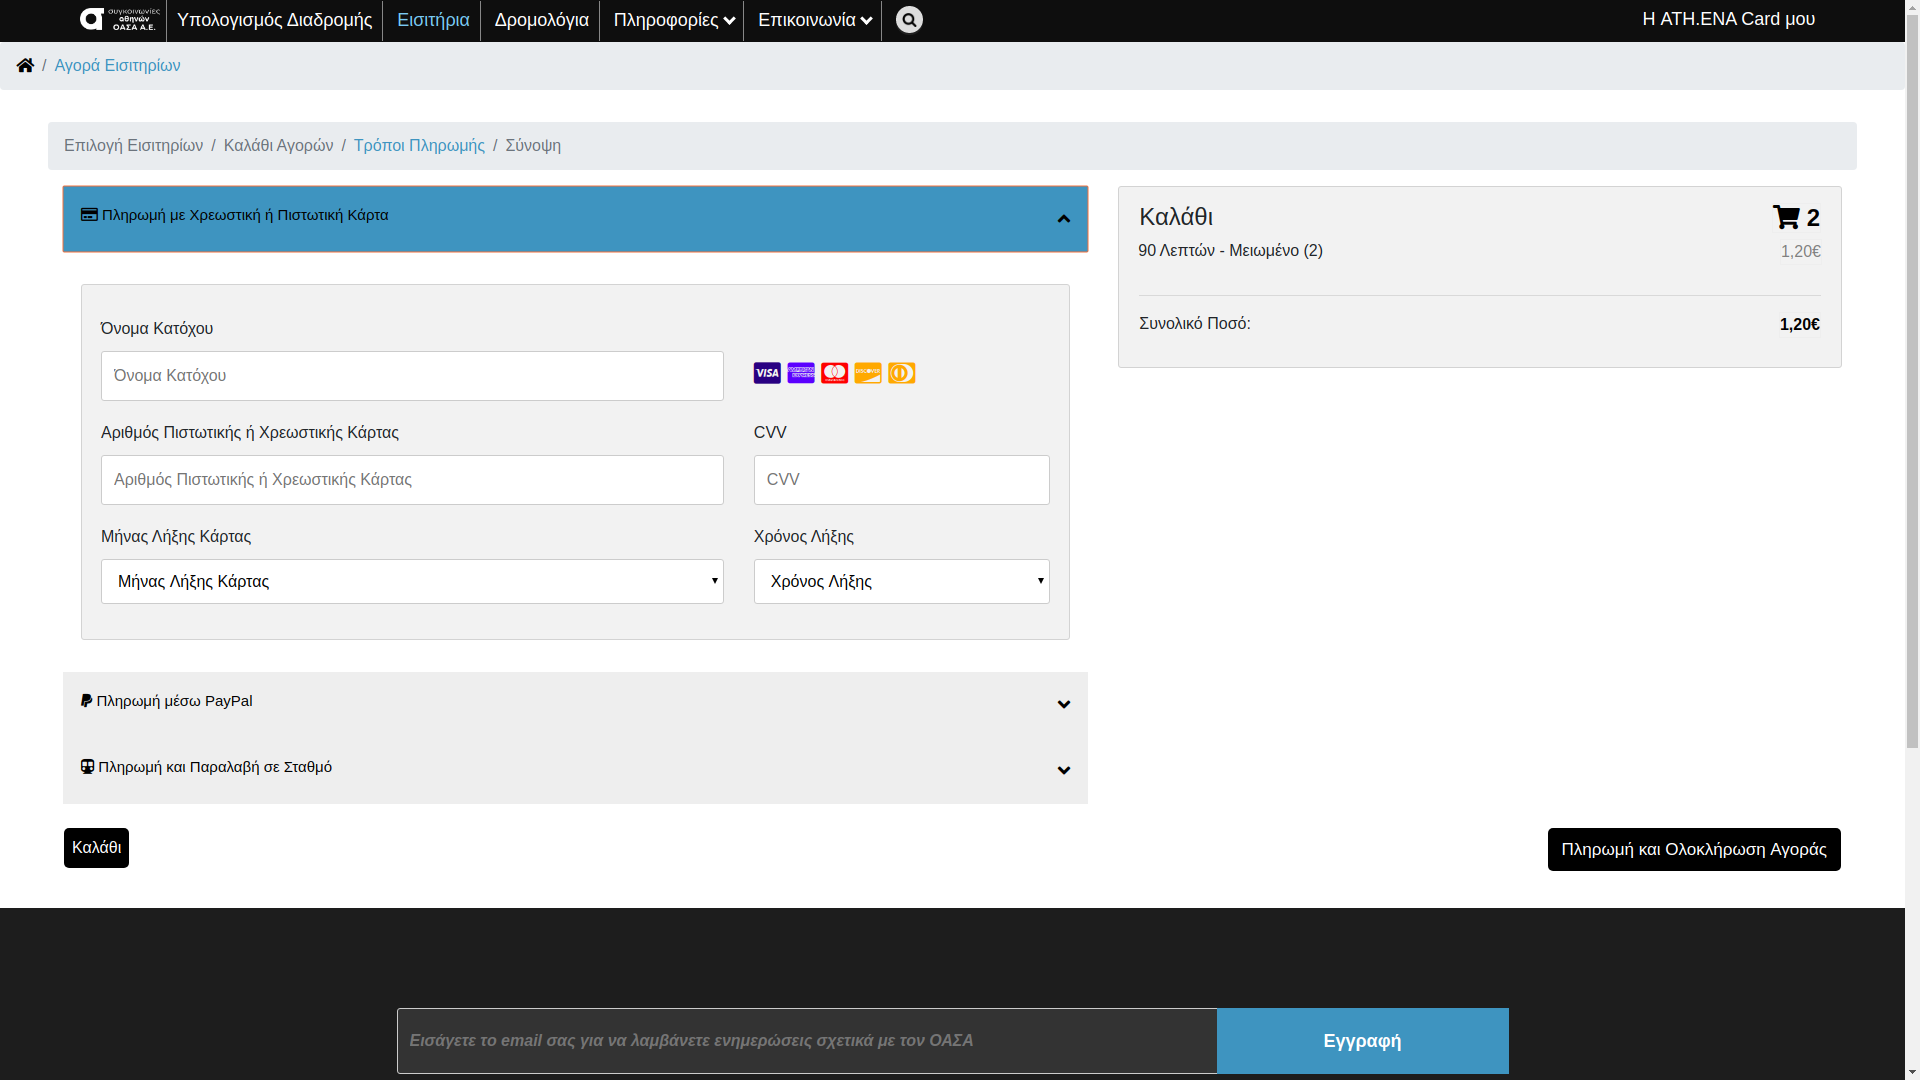 συγκοινωνίες
αθηνών
ΟΑΣΑ Α.Ε.
Υπολογισμός Διαδρομής
Εισιτήρια
Δρομολόγια
Πληροφορίες
Επικοινωνία
Η ATH.ENA Card μου
/ Αγορά Εισιτηρίων
Επιλογή Εισιτηρίων / Καλάθι Αγορών / Τρόποι Πληρωμής / Σύνοψη
Πληρωμή με Χρεωστική ή Πιστωτική Κάρτα
Όνομα Κατόχου
Όνομα Κατόχου
VISA
AMERICAN EXPRESS
DISCOVER
Αριθμός Πιστωτικής ή Χρεωστικής Κάρτας
CVV
Αριθμός Πιστωτικής ή Χρεωστικής Κάρτας
CVV
Μήνας Λήξης Κάρτας
Χρόνος Λήξης
Μήνας Λήξης Κάρτας
Χρόνος Λήξης
Πληρωμή μέσω PayPal
Πληρωμή και Παραλαβή σε Σταθμό
Καλάθι
2
90 Λεπτών - Μειωμένο (2)
1,20€
Συνολικό Ποσό:
1,20€
Καλάθι
Πληρωμή και Ολοκλήρωση Αγοράς
Εισάγετε το email σας για να λαμβάνετε ενημερώσεις σχετικά με τον ΟΑΣΑ
Εγγραφή